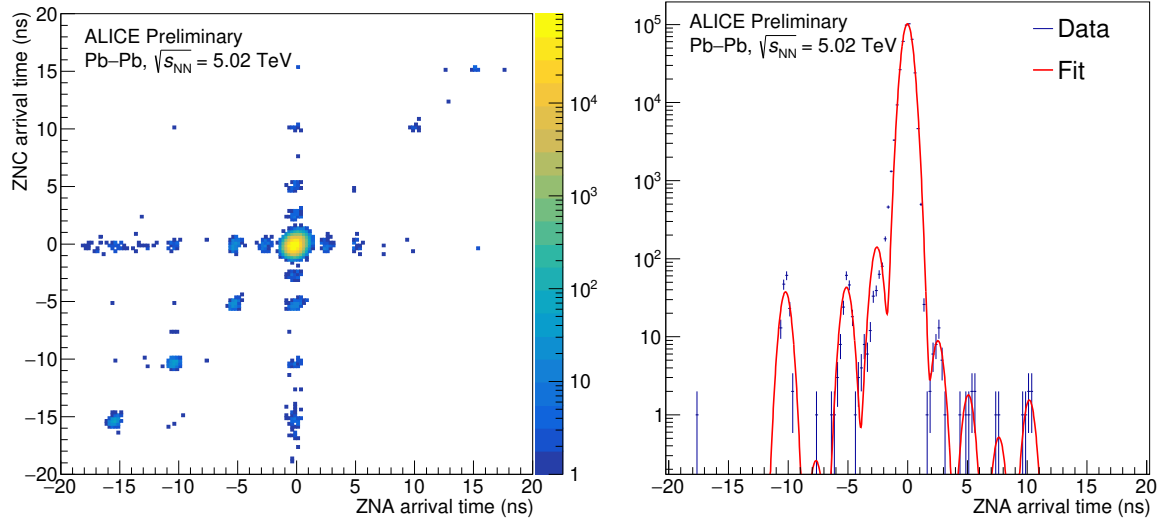 ZNC arrival time (ns)
20
15
10
5
0
−5
−10
−15
−20
ALICE Preliminary
Pb–Pb, √sNN = 5.02 TeV
−20 −15 −10 −5 0 5 10 15 20
ZNA arrival time (ns)
10⁴
10³
10²
10
1
ALICE Preliminary
Pb–Pb, √sNN = 5.02 TeV
Data
Fit
10⁵
10⁴
10³
10²
10
1
−20 −15 −10 −5 0 5 10 15 20
ZNA arrival time (ns)